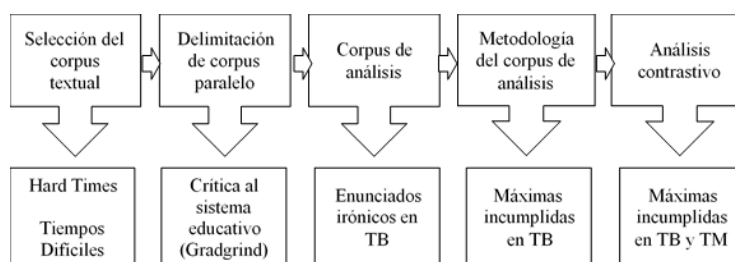 Selección del
corpus
textual
Delimitación
de corpus
paralelo
Corpus de
análisis
Metodología
del corpus de
análisis
Análisis
contrastivo
Hard Times
Tiempos
Difíciles
Crítica al
sistema
educativo
(Gradgrind)
Enunciados
irónicos en
TB
Máximas
incumplidas
en TB
Máximas
incumplidas
en TB y TM